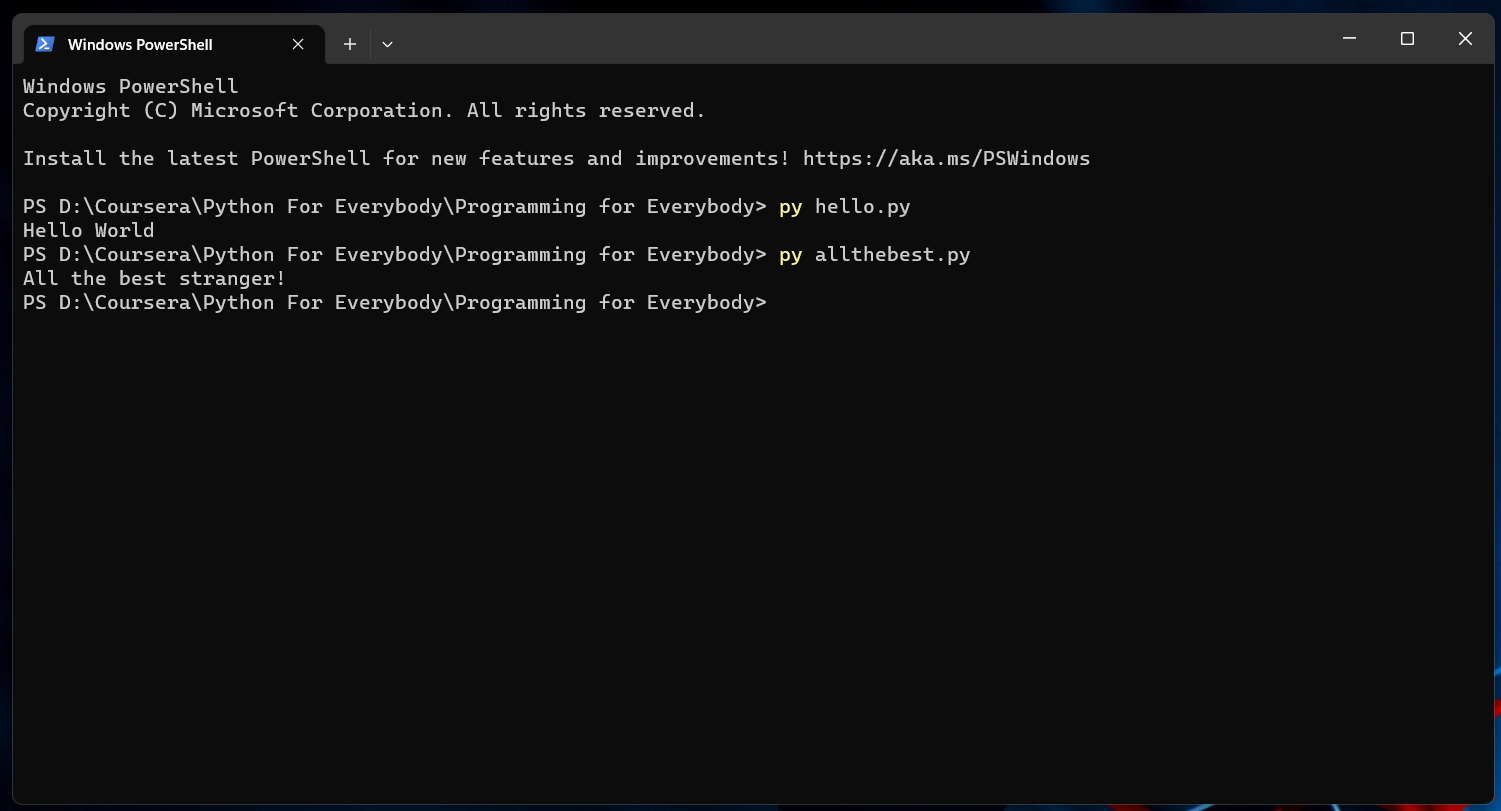 Windows PowerShell
Windows PowerShell
Copyright (C) Microsoft Corporation. All rights reserved.
Install the latest PowerShell for new features and improvements! https://aka.ms/PSWindows
PS D:\Coursera\Python For Everybody\Programming for Everybody> py hello.py
Hello World
PS D:\Coursera\Python For Everybody\Programming for Everybody> py allthebest.py
All the best stranger!
PS D:\Coursera\Python For Everybody\Programming for Everybody>